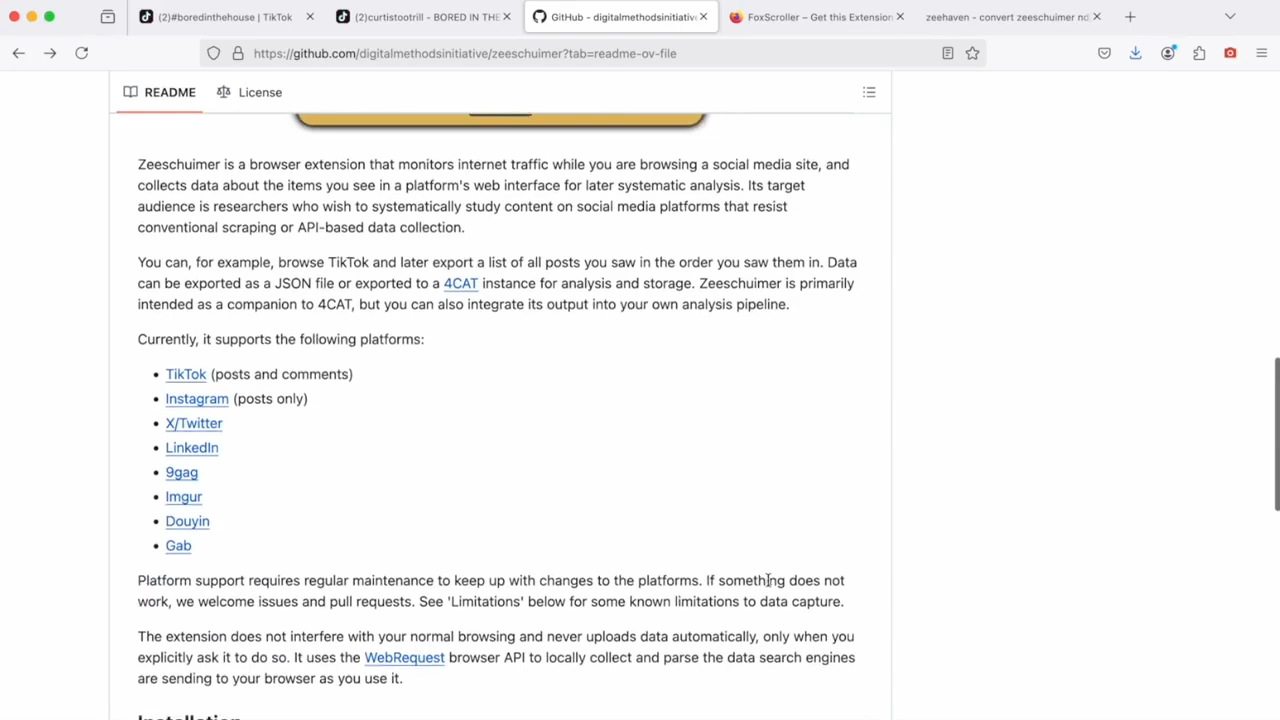 (2)#boredinthehouse | TikTok
(2)curtistootrill - BORED IN THE
GitHub - digitalmethodsinitiative
FoxScroller – Get this Extension
zeehaven - convert zeeschuimer nd
https://github.com/digitalmethodsinitiative/zeeschuimer?tab=readme-ov-file
README
License
Zeeschuimer is a browser extension that monitors internet traffic while you are browsing a social media site, and
collects data about the items you see in a platform's web interface for later systematic analysis. Its target
audience is researchers who wish to systematically study content on social media platforms that resist
conventional scraping or API-based data collection.
You can, for example, browse TikTok and later export a list of all posts you saw in the order you saw them in. Data
can be exported as a JSON file or exported to a 4CAT instance for analysis and storage. Zeeschuimer is primarily
intended as a companion to 4CAT, but you can also integrate its output into your own analysis pipeline.
Currently, it supports the following platforms:
• TikTok (posts and comments)
• Instagram (posts only)
• X/Twitter
• LinkedIn
• 9gag
• Imgur
• Douyin
• Gab
Platform support requires regular maintenance to keep up with changes to the platforms. If something does not
work, we welcome issues and pull requests. See 'Limitations' below for some known limitations to data capture.
The extension does not interfere with your normal browsing and never uploads data automatically, only when you
explicitly ask it to do so. It uses the WebRequest browser API to locally collect and parse the data search engines
are sending to your browser as you use it.
Installation